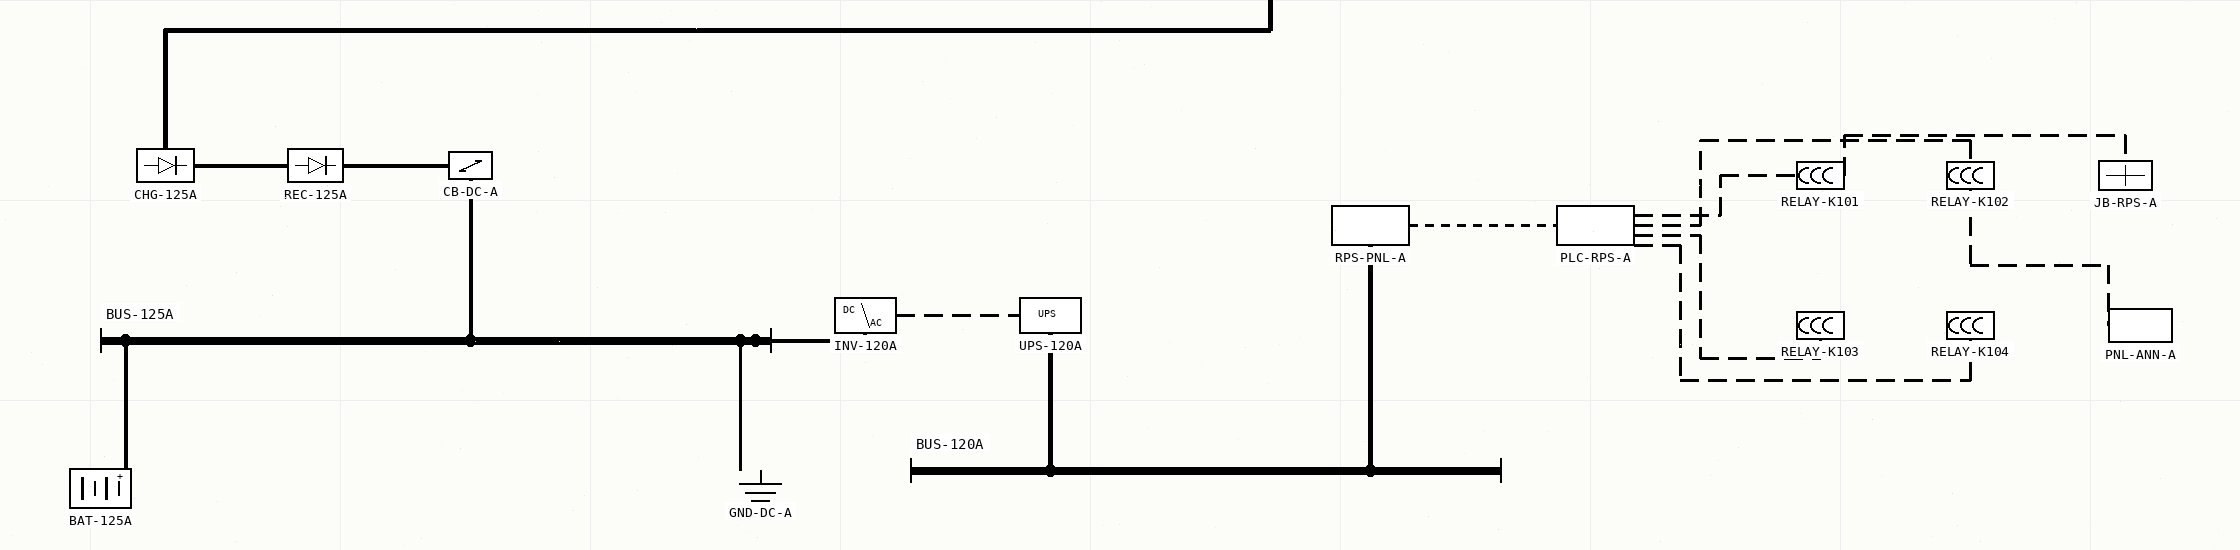 CHG-125A
REC-125A
CB-DC-A
RELAY-K101
RELAY-K102
JB-RPS-A
RPS-PNL-A
PLC-RPS-A
BUS-125A
DC
AC
INV-120A
UPS
UPS-120A
RELAY-K103
RELAY-K104
PNL-ANN-A
BUS-120A
+
BAT-125A
GND-DC-A